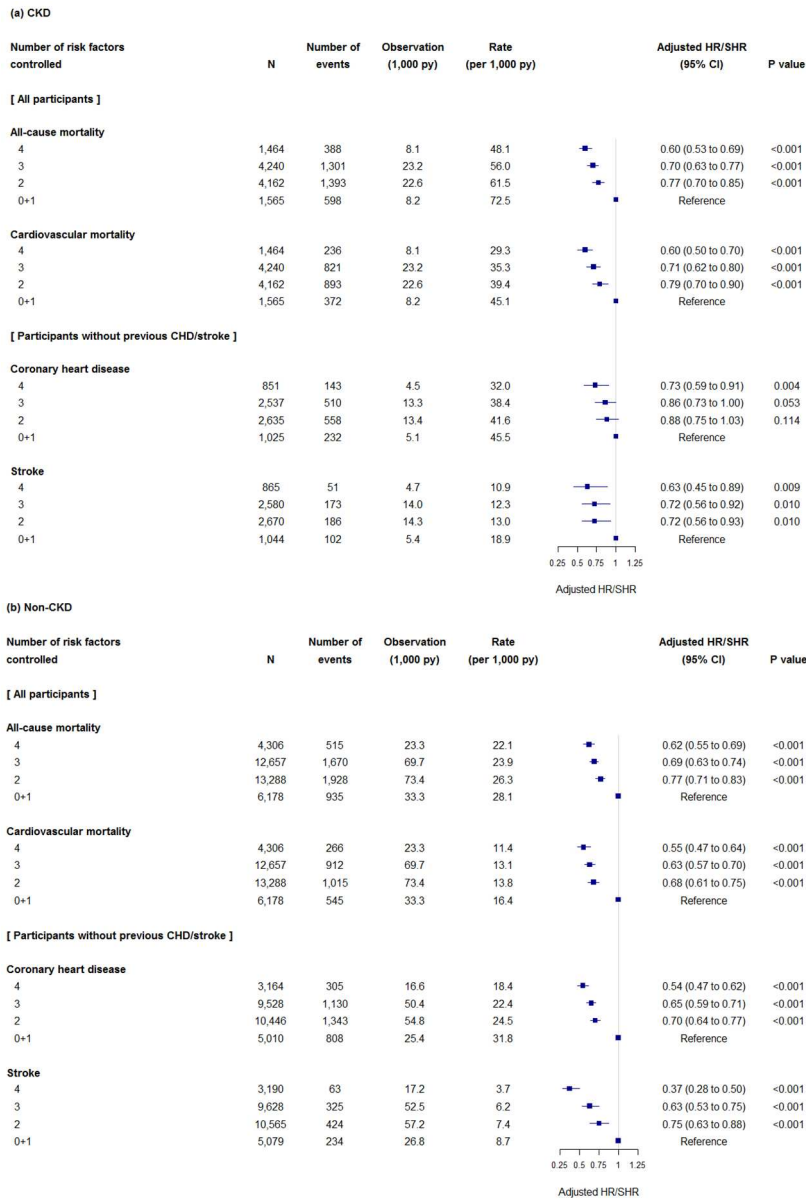 (a) CKD
Number of risk factors Number of Observation Rate Adjusted HR/SHR
controlled N events (1,000 py) (per 1,000 py) (95% CI) P value
[ All participants ]
All-cause mortality
4 1,464 388 8.1 48.1 0.60 (0.53 to 0.69) <0.001
3 4,240 1,301 23.2 56.0 0.70 (0.63 to 0.77) <0.001
2 4,162 1,393 22.6 61.5 0.77 (0.70 to 0.85) <0.001
0+1 1,565 598 8.2 72.5 Reference
Cardiovascular mortality
4 1,464 236 8.1 29.3 0.60 (0.50 to 0.70) <0.001
3 4,240 821 23.2 35.3 0.71 (0.62 to 0.80) <0.001
2 4,162 893 22.6 39.4 0.79 (0.70 to 0.90) <0.001
0+1 1,565 372 8.2 45.1 Reference
[ Participants without previous CHD/stroke ]
Coronary heart disease
4 851 143 4.5 32.0 0.73 (0.59 to 0.91) 0.004
3 2,537 510 13.3 38.4 0.86 (0.73 to 1.00) 0.053
2 2,635 558 13.4 41.6 0.88 (0.75 to 1.03) 0.114
0+1 1,025 232 5.1 45.5 Reference
Stroke
4 865 51 4.7 10.9 0.63 (0.45 to 0.89) 0.009
3 2,580 173 14.0 12.3 0.72 (0.56 to 0.92) 0.010
2 2,670 186 14.3 13.0 0.72 (0.56 to 0.93) 0.010
0+1 1,044 102 5.4 18.9 Reference
0.25 0.5 0.75 1 1.25
Adjusted HR/SHR
(b) Non-CKD
Number of risk factors Number of Observation Rate Adjusted HR/SHR
controlled N events (1,000 py) (per 1,000 py) (95% CI) P value
[ All participants ]
All-cause mortality
4 4,306 515 23.3 22.1 0.62 (0.55 to 0.69) <0.001
3 12,657 1,670 69.7 23.9 0.69 (0.63 to 0.74) <0.001
2 13,288 1,928 73.4 26.3 0.77 (0.71 to 0.83) <0.001
0+1 6,178 935 33.3 28.1 Reference
Cardiovascular mortality
4 4,306 266 23.3 11.4 0.55 (0.47 to 0.64) <0.001
3 12,657 912 69.7 13.1 0.63 (0.57 to 0.70) <0.001
2 13,288 1,015 73.4 13.8 0.68 (0.61 to 0.75) <0.001
0+1 6,178 545 33.3 16.4 Reference
[ Participants without previous CHD/stroke ]
Coronary heart disease
4 3,164 305 16.6 18.4 0.54 (0.47 to 0.62) <0.001
3 9,528 1,130 50.4 22.4 0.65 (0.59 to 0.71) <0.001
2 10,446 1,343 54.8 24.5 0.70 (0.64 to 0.77) <0.001
0+1 5,010 808 25.4 31.8 Reference
Stroke
4 3,190 63 17.2 3.7 0.37 (0.28 to 0.50) <0.001
3 9,628 325 52.5 6.2 0.63 (0.53 to 0.75) <0.001
2 10,565 424 57.2 7.4 0.75 (0.63 to 0.88) <0.001
0+1 5,079 234 26.8 8.7 Reference
0.25 0.5 0.75 1 1.25
Adjusted HR/SHR